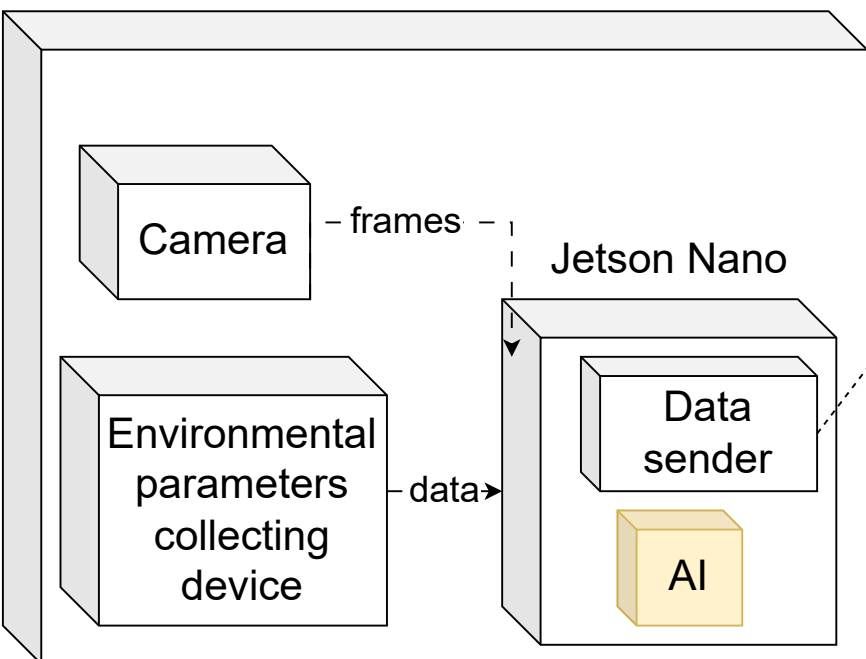 Camera
frames
Jetson Nano
Environmental
parameters
collecting
device
data
Data
sender
AI